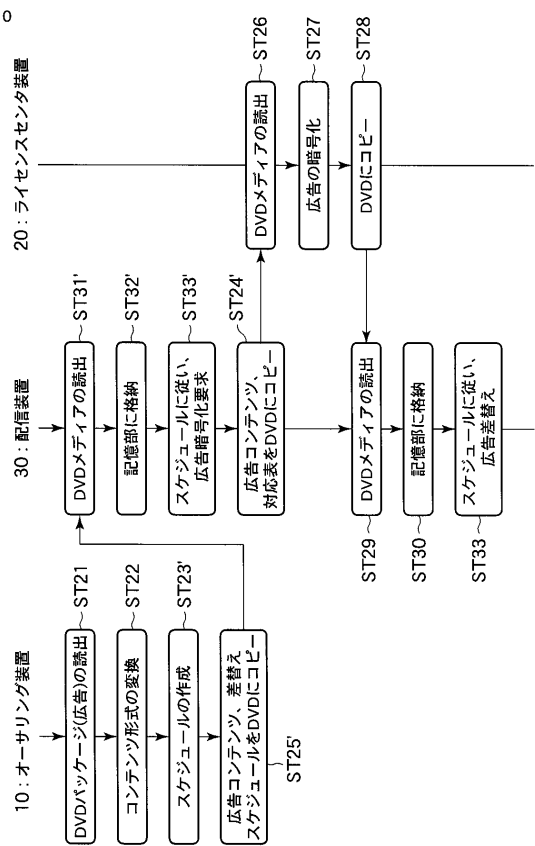 0
10：オーサリング装置
DVDパッケージ(広告)の読出
ST21
コンテンツ形式の変換
ST22
スケジュールの作成
ST23'
広告コンテンツ、差替え
スケジュールをDVDにコピー
ST25'
30：配信装置
DVDメディアの読出
ST31'
記憶部に格納
ST32'
スケジュールに従い、
広告暗号化要求
ST33'
広告コンテンツ、
対応表をDVDにコピー
ST24'
DVDメディアの読出
ST29
記憶部に格納
ST30
スケジュールに従い、
広告差替え
ST33
20：ライセンスセンタ装置
DVDメディアの読出
ST26
広告の暗号化
ST27
DVDにコピー
ST28